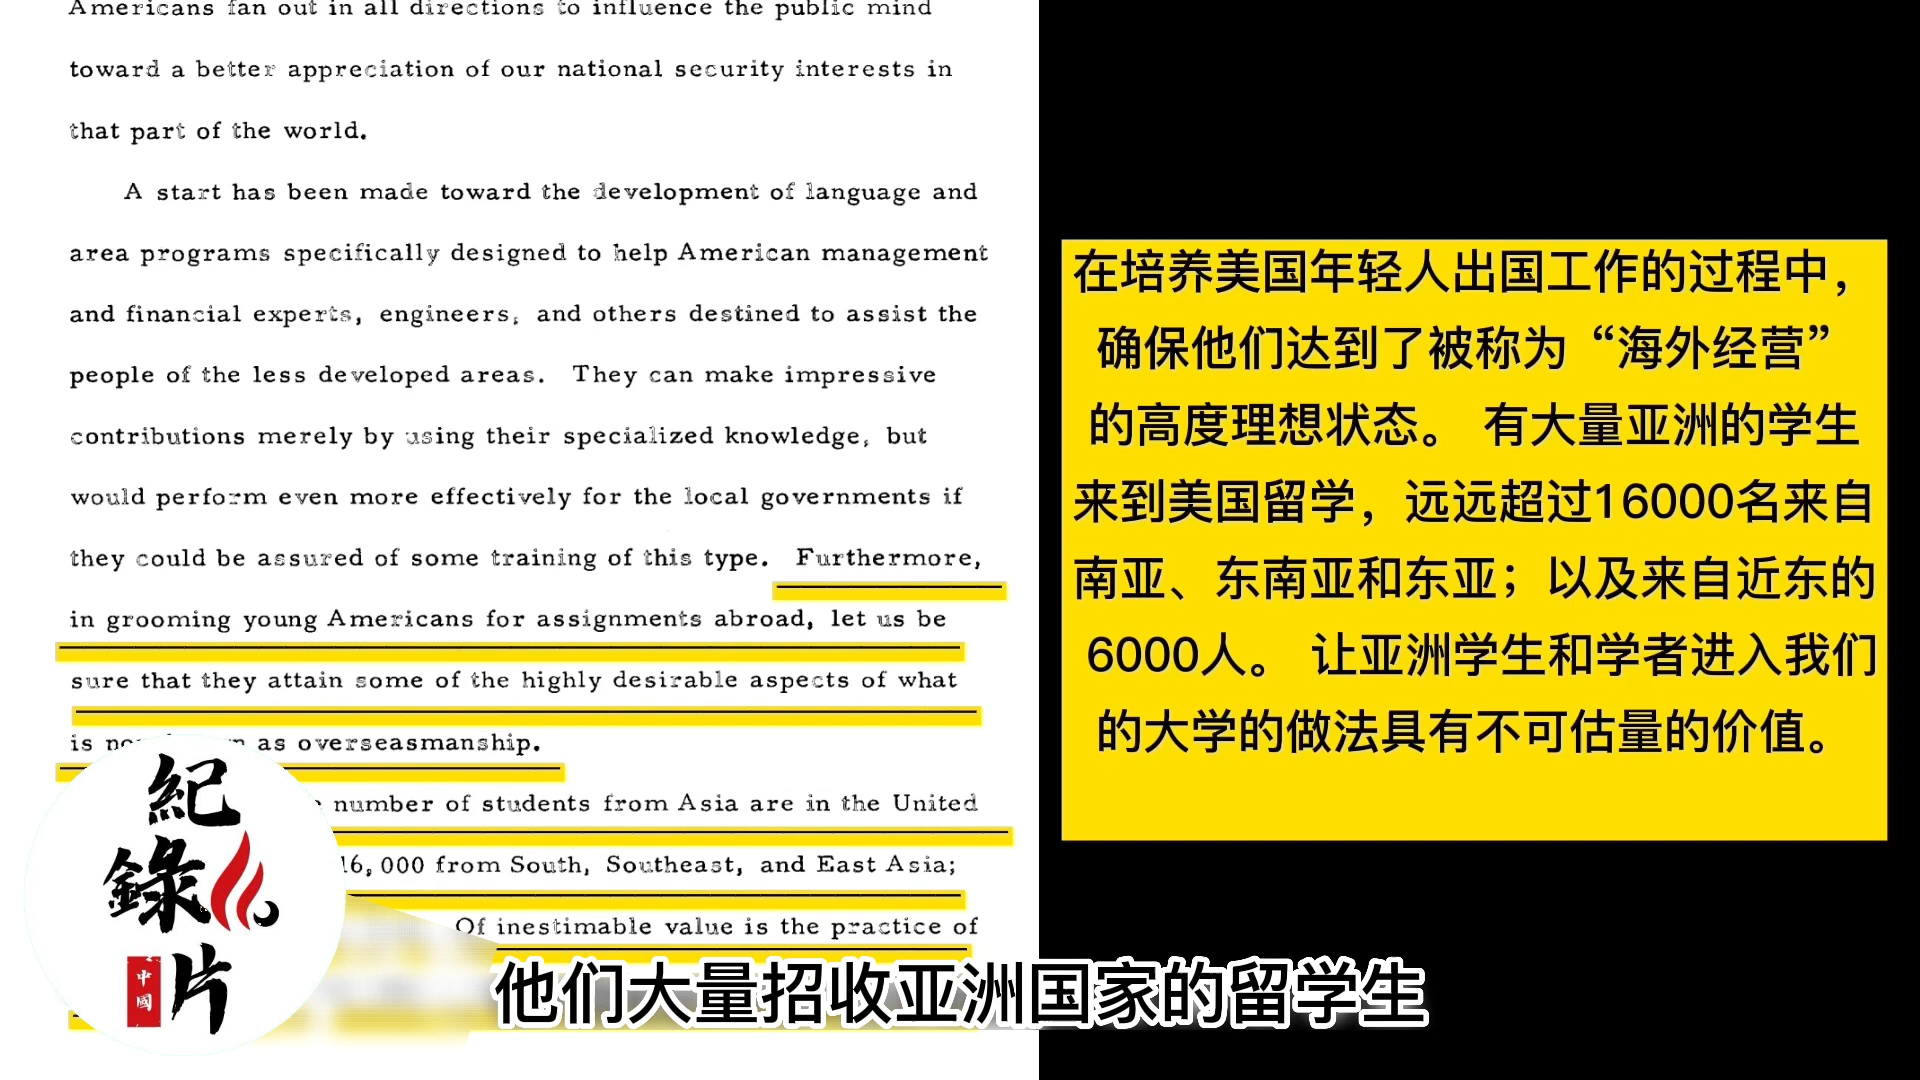 Americans fan out in all directions to influence the public mind
toward a better appreciation of our national security interests in
that part of the world.
A start has been made toward the development of language and
area programs specifically designed to help American management
and financial experts, engineers, and others destined to assist the
people of the less developed areas. They can make impressive
contributions merely by using their specialized knowledge, but
would perform even more effectively for the local governments if
they could be assured of some training of this type. Furthermore,
in grooming young Americans for assignments abroad, let us be
sure that they attain some of the highly desirable aspects of what
is as overseasmanship.
number of students from Asia are in the United
16,000 from South, Southeast, and East Asia;
Of inestimable value is the practice of
在培养美国年轻人出国工作的过程中，
确保他们达到了被称为“海外经营”
的高度理想状态。 有大量亚洲的学生
来到美国留学，远远超过16000名来自
南亚、东南亚和东亚；以及来自近东的
6000人。 让亚洲学生和学者进入我们
的大学的做法具有不可估量的价值。
紀
錄
片
中
國
他们大量招收亚洲国家的留学生